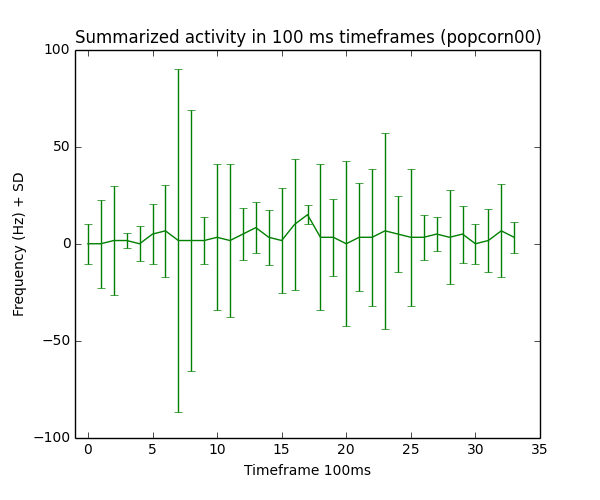 Summarized activity in 100 ms timeframes (popcorn00)
100
50
0
−50
−100
Frequency (Hz) + SD
0 5 10 15 20 25 30 35
Timeframe 100ms